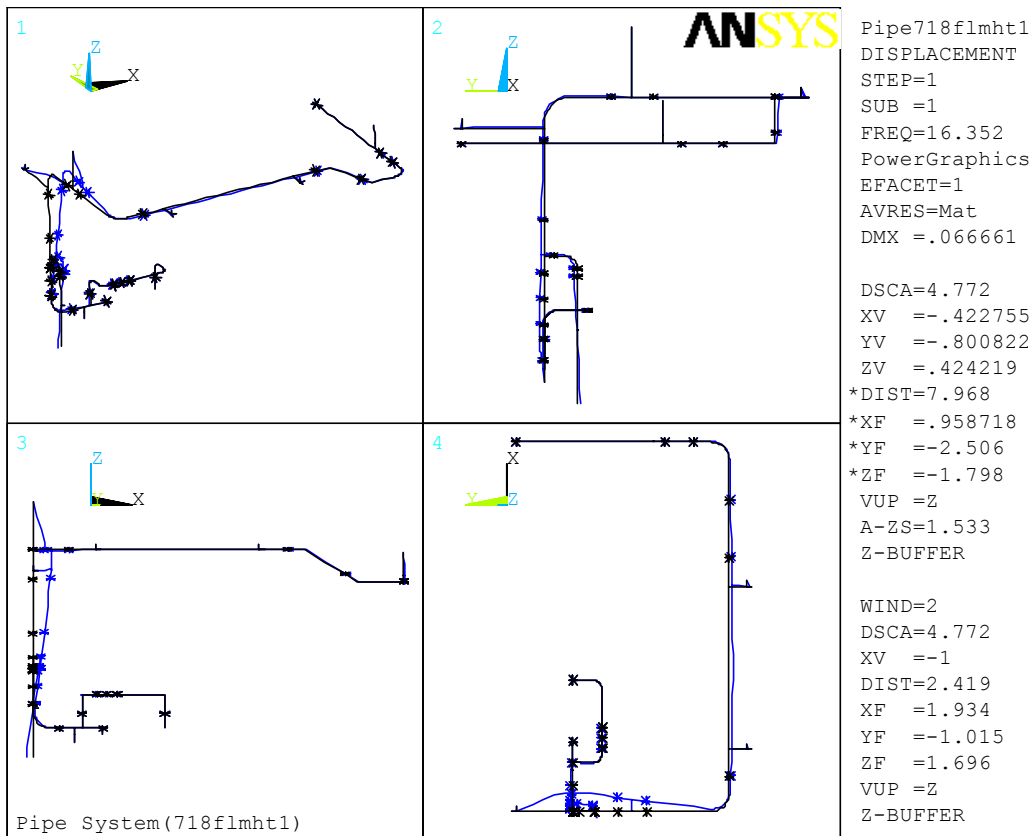 1
Z
Y
X
2
Z
Y
X
ANSYS
3
Z
Y
X
4
X
Y
Z
Pipe System(718flmht1)
Pipe718flmht1
DISPLACEMENT
STEP=1
SUB =1
FREQ=16.352
PowerGraphics
EFACET=1
AVRES=Mat
DMX =.066661
DSCA=4.772
XV =-.422755
YV =-.800822
ZV =.424219
*DIST=7.968
*XF =.958718
*YF =-2.506
*ZF =-1.798
VUP =Z
A-ZS=1.533
Z-BUFFER
WIND=2
DSCA=4.772
XV =-1
DIST=2.419
XF =1.934
YF =-1.015
ZF =1.696
VUP =Z
Z-BUFFER